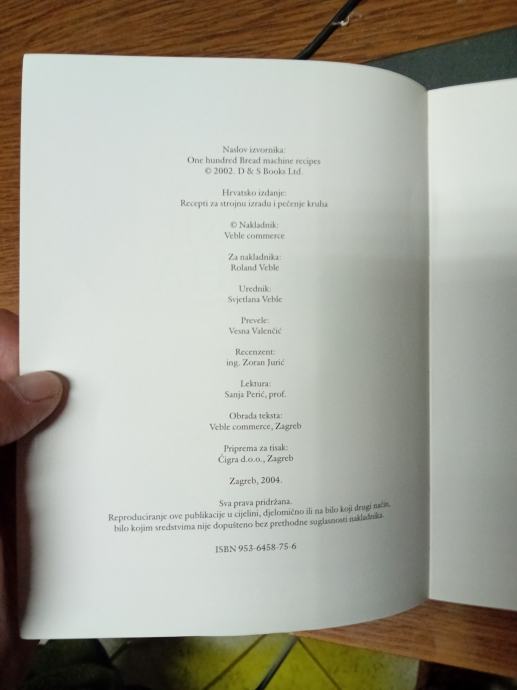 Naslov izvornika:
One hundred Bread machine recipes
© 2002. D & S Books Ltd.
Hrvatsko izdanje:
Recepti za strojnu izradu i pečenje kruha
© Nakladnik:
Veble commerce
Za nakladnika:
Roland Veble
Urednik:
Svjetlana Veble
Prevele:
Vesna Valenčić
Recenzent:
ing. Zoran Jurić
Lektura:
Sanja Perić, prof.
Obrada teksta:
Veble commerce, Zagreb
Priprema za tisak:
Čigra d.o.o., Zagreb
Zagreb, 2004.
Sva prava pridržana.
Reproduciranje ove publikacije u cijelini, djelomično ili na bilo koji drugi način,
bilo kojim sredstvima nije dopušteno bez prethodne suglasnosti nakladnika.
ISBN 953-6458-75-6